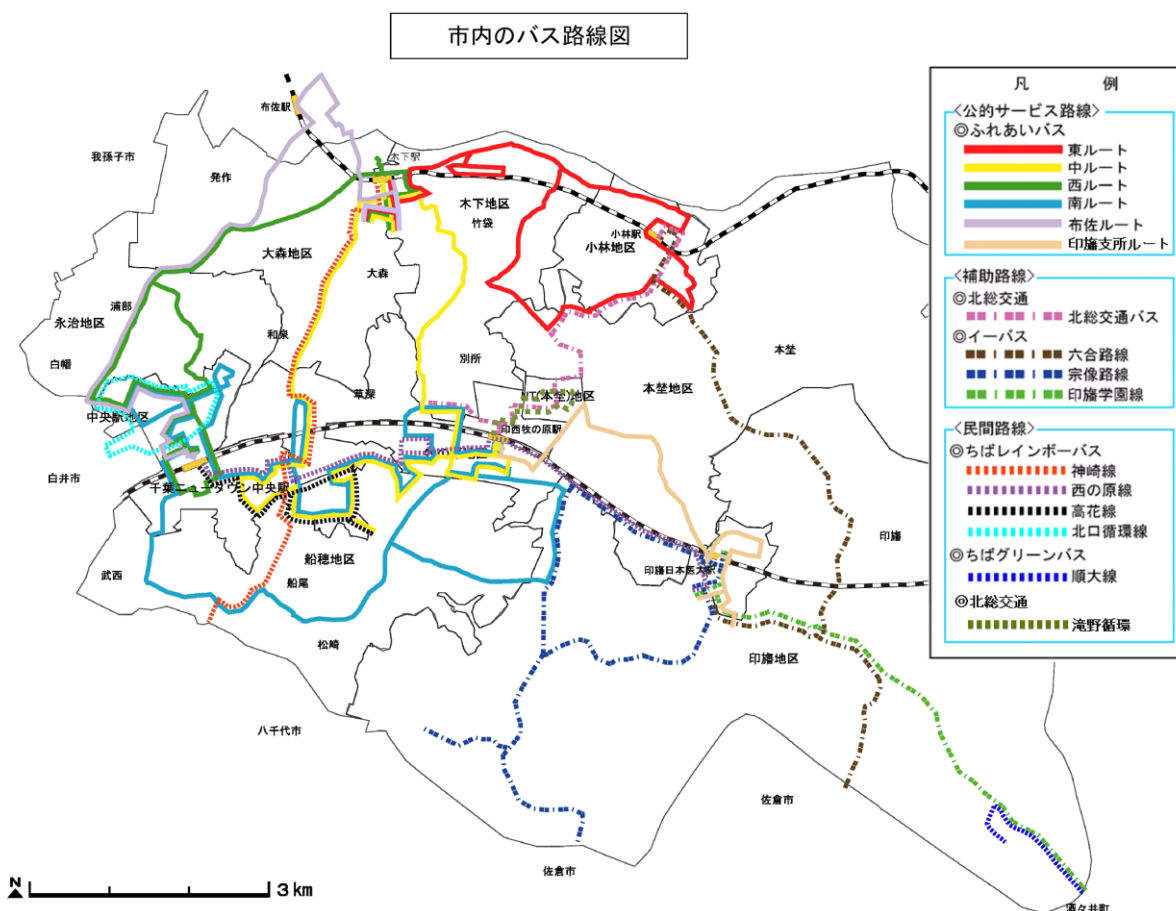 市内のバス路線図
凡 例
〈公的サービス路線〉
◎ふれあいバス
東ルート
中ルート
西ルート
南ルート
布佐ルート
印旛支所ルート
〈補助路線〉
◎北総交通
北総交通バス
◎イーバス
六合路線
宗像路線
印旛学園線
〈民間路線〉
◎ちばレインボーバス
神崎線
西の原線
高花線
北口循環線
◎ちばグリーンバス
順大線
◎北総交通
滝野循環
布佐駅
我孫子市
発作
木下駅
木下地区
竹袋
小林駅
小林地区
大森地区
大森
浦部
永治地区
和泉
白幡
別所
本埜
本埜地区
草深
NT(本埜)地区
中央駅地区
印西牧の原駅
白井市
千葉ニュータウン中央駅
印旛
船穂地区
印旛日本医大駅
武西
船尾
松崎
印旛地区
八千代市
佐倉市
佐倉市
酒々井町
N
3km